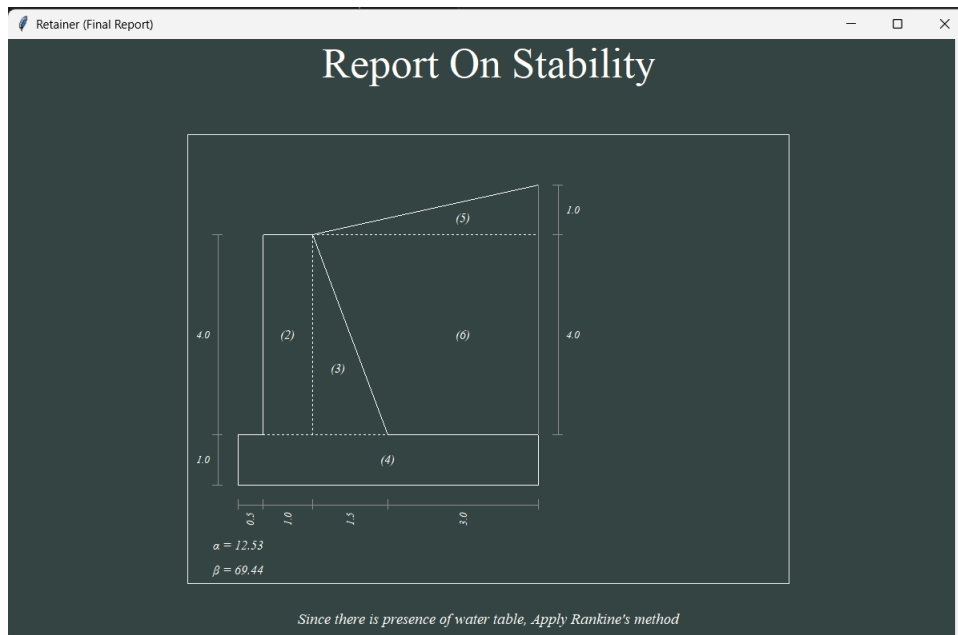 Retainer (Final Report)
Report On Stability
(5)
1.0
4.0
(2)
(6)
4.0
(3)
1.0
(4)
0.5
1.0
1.5
3.0
α = 12.53
β = 69.44
Since there is presence of water table, Apply Rankine's method